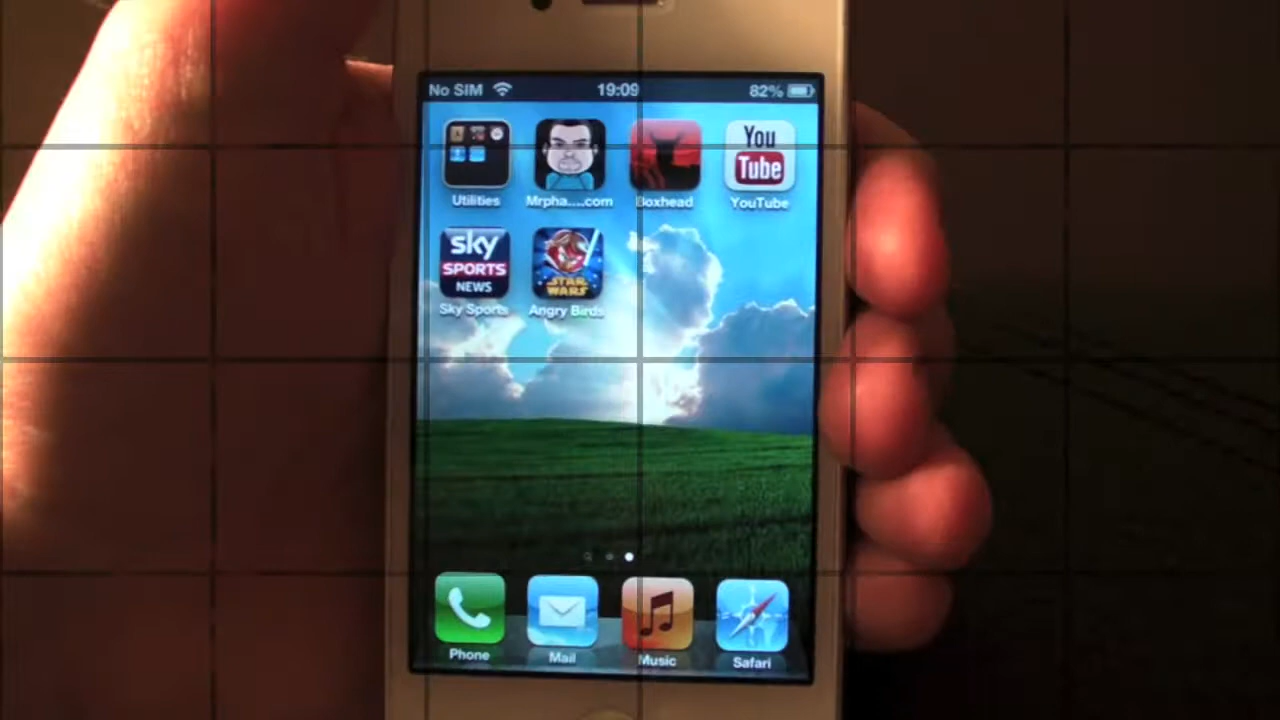 No SIM 19:09 82%
You
Tube
Utilities Mrpha....com Boxhead YouTube
sky
SPORTS
NEWS
STAR
WARS
Sky Sports Angry Birds
Phone Mail Music Safari